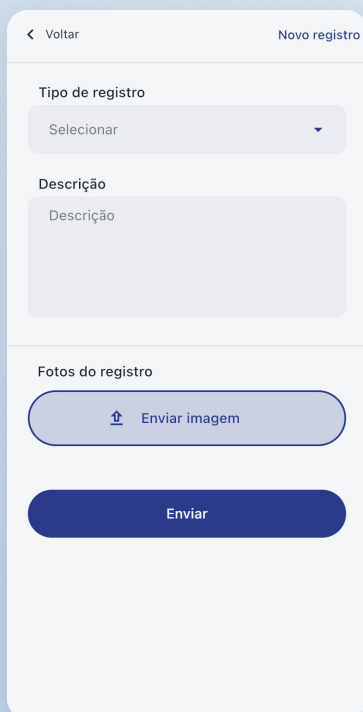 Voltar
Novo registro
Tipo de registro
Selecionar
Descrição
Descrição
Fotos do registro
Enviar imagem
Enviar